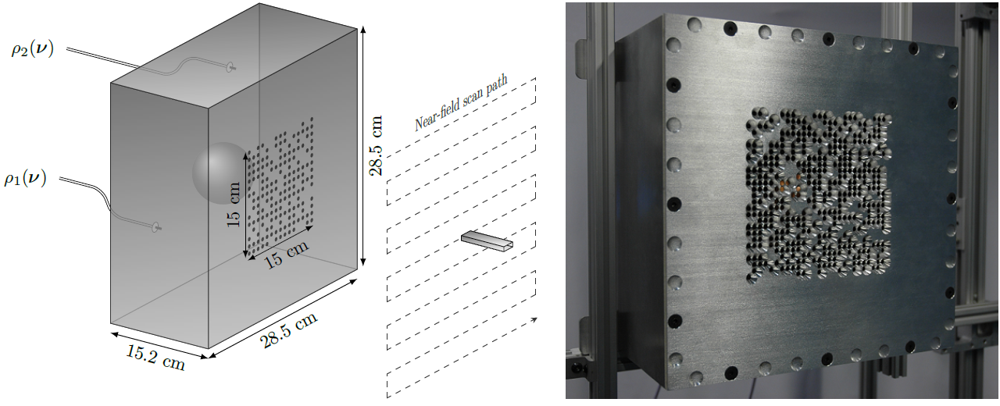 ρ₂(ν)
Near-field scan path
28.5 cm
ρ₁(ν)
15 cm
15 cm
28.5 cm
15.2 cm